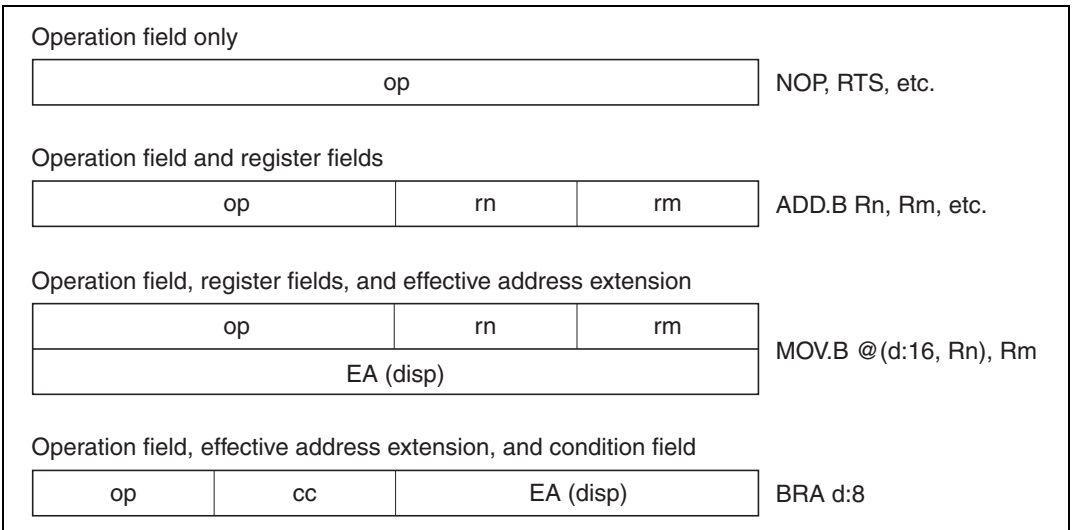 Operation field only
op
NOP, RTS, etc.
Operation field and register fields
op rn rm
ADD.B Rn, Rm, etc.
Operation field, register fields, and effective address extension
op rn rm
EA (disp)
MOV.B @(d:16, Rn), Rm
Operation field, effective address extension, and condition field
op cc EA (disp)
BRA d:8